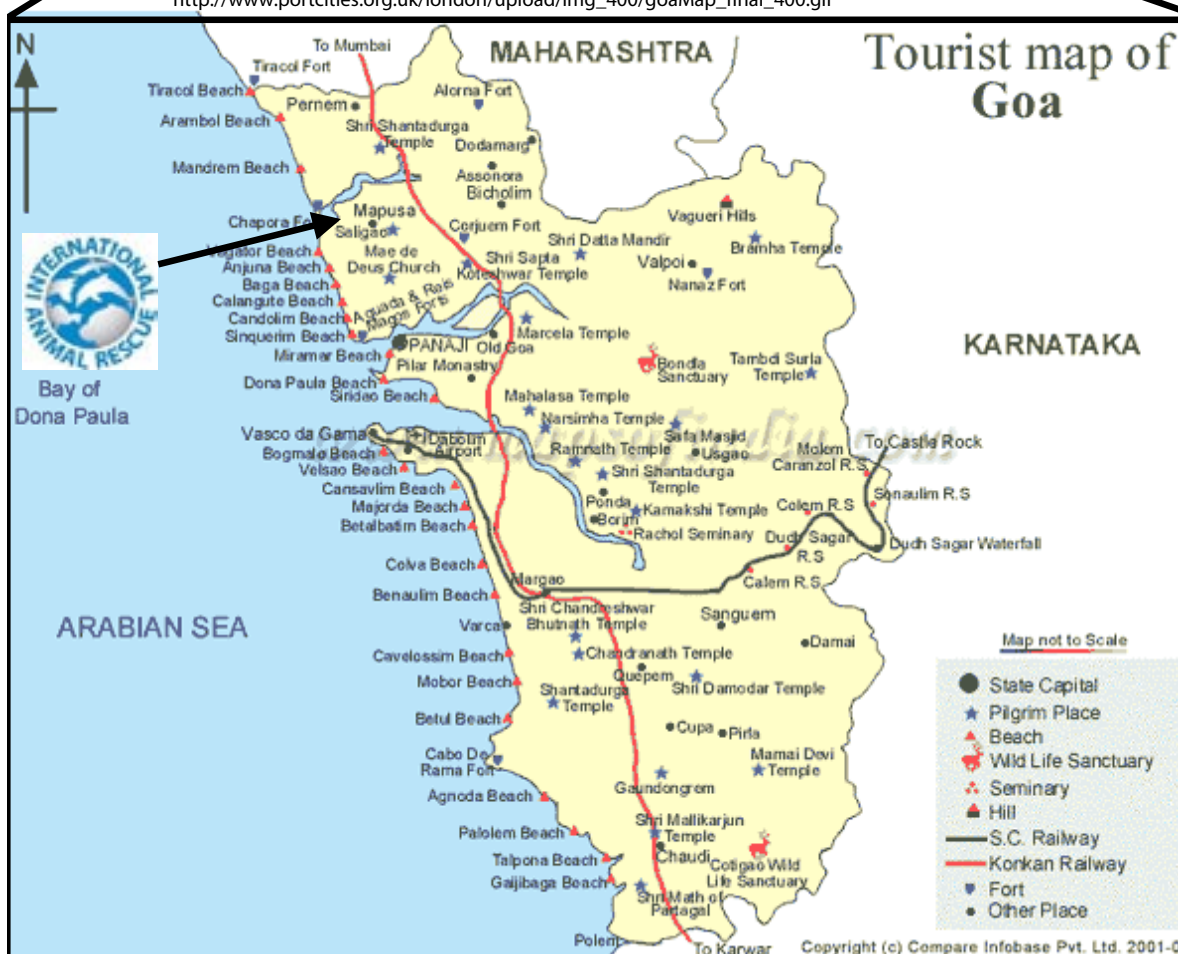 http://www.portcities.org.uk/london/upload/img_400/goaMap_final_400.gif
N
To Mumbai
MAHARASHTRA
Tourist map of
Goa
Tiracol Fort
Tiracol Beach
Pernem
Alorna Fort
Arambol Beach
Shri Shantadurga
Temple
Dodamarg
Mandrem Beach
Assonora
Bicholim
Vagueri Hills
Chapora Fo
Mapusa
Saligao
Corjuem Fort
Shri Datta Mandir
Bramha Temple
INTERNATIONAL
ANIMAL RESCUE
Vagator Beach
Mae de
Deus Church
Shri Sapta
Koteshwar Temple
Valpoi
Nanaz Fort
Anjuna Beach
Baga Beach
Calangute Beach
Candolim Beach
Aguada & Rais
Magos Forts
Marcela Temple
Sinquerim Beach
PANAJI
Old Goa
KARNATAKA
Miramar Beach
Pilar Monastry
Bondla
Sanctuary
Tambdi Surla
Temple
Bay of
Dona Paula
Dona Paula Beach
Siridao Beach
Mahalasa Temple
Narsimha Temple
Vasco da Gama
Dabolim
Airport
Safa Masjid
Usgao
To Castle Rock
Bogmalo Beach
Ramnath Temple
Molem
Caranzol R.S
Velsao Beach
Shri Shantadurga
Temple
Cansavlim Beach
Sonaulim R.S
Majorda Beach
Ponda
Kamakshi Temple
Colem R.S
Betalbatim Beach
Borim
Rachol Seminary
Dudh Sagar
R.S
Dudh Sagar Waterfall
Colva Beach
Margao
Calem R.S
Benaulim Beach
Shri Chandreshwar
Bhutnath Temple
Sanguem
ARABIAN SEA
Varca
Damai
Map not to Scale
Cavelossim Beach
Chandranath Temple
Quepem
Mobor Beach
Shantadurga
Temple
Shri Damodar Temple
State Capital
Pilgrim Place
Betul Beach
Cupa
Pirla
Beach
Cabo De
Rama Fort
Mamai Devi
Temple
Wild Life Sanctuary
Seminary
Agnoda Beach
Gaundongrem
Hill
Palolem Beach
Shri Mallikarjun
Temple
S.C. Railway
Talpona Beach
Chaudi
Cotigao Wild
Life Sanctuary
Konkan Railway
Gaijibaga Beach
Shri Math of
Partagal
Fort
Other Place
Polem
To Karwar
Copyright (c) Compare Infobase Pvt. Ltd. 2001-0